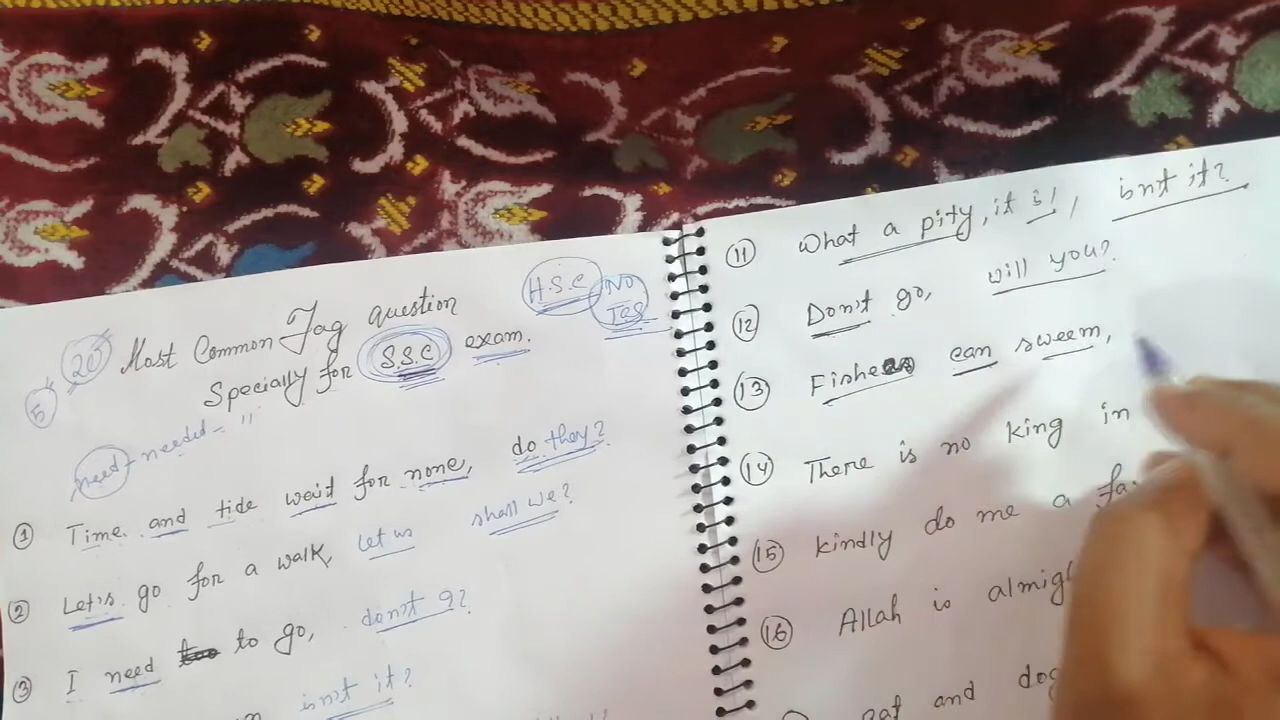 20 Most Common Tag question
H.S.C No Tes
5 Specially for S.S.C exam.
need - needed - "
① Time and tide wait for none, do they?
② Let's go for a walk, Let us shall we?
③ I need to go, don't I?
isn't it?
⑪ What a pity, it is!, isn't it?
⑫ Don't go, will you?
⑬ Fishes can sweem,
⑭ There is no king in
⑮ kindly do me a
⑯ Allah is
cat and